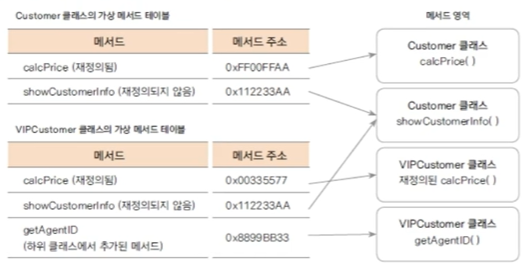 Customer 클래스의 가상 메서드 테이블
메서드 메서드 주소
calcPrice (재정의됨) 0xFF00FFAA
showCustomerInfo (재정의되지 않음) 0x112233AA
VIPCustomer 클래스의 가상 메서드 테이블
메서드 메서드 주소
calcPrice (재정의됨) 0x00335577
showCustomerInfo (재정의되지 않음) 0x112233AA
getAgentID
(하위 클래스에서 추가된 메서드) 0x8899BB33
메서드 영역
Customer 클래스
calcPrice( )
Customer 클래스
showCustomerInfo( )
VIPCustomer 클래스
재정의된 calcPrice( )
VIPCustomer 클래스
getAgentID( )